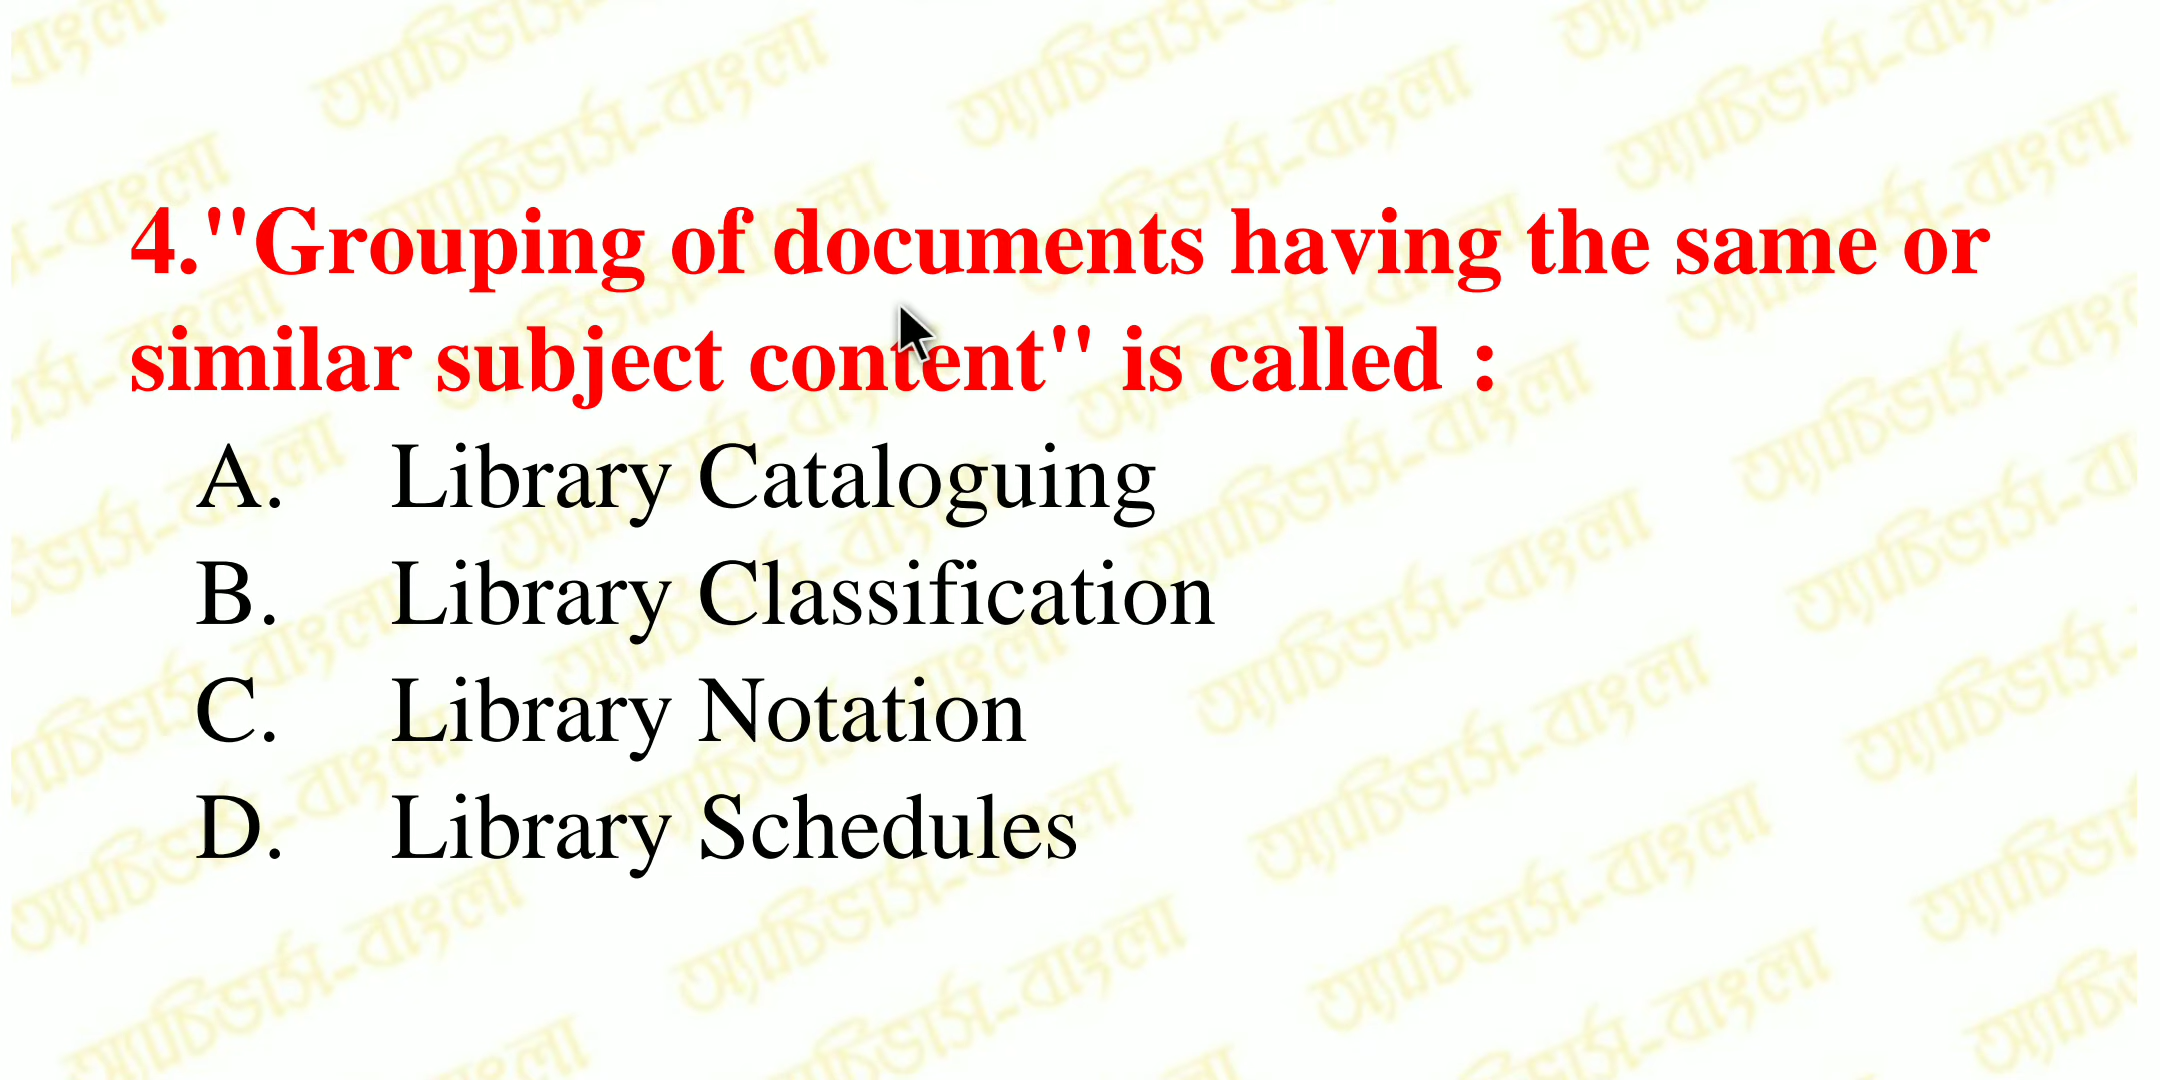 4."Grouping of documents having the same or
similar subject content" is called :
A. Library Cataloguing
B. Library Classification
C. Library Notation
D. Library Schedules